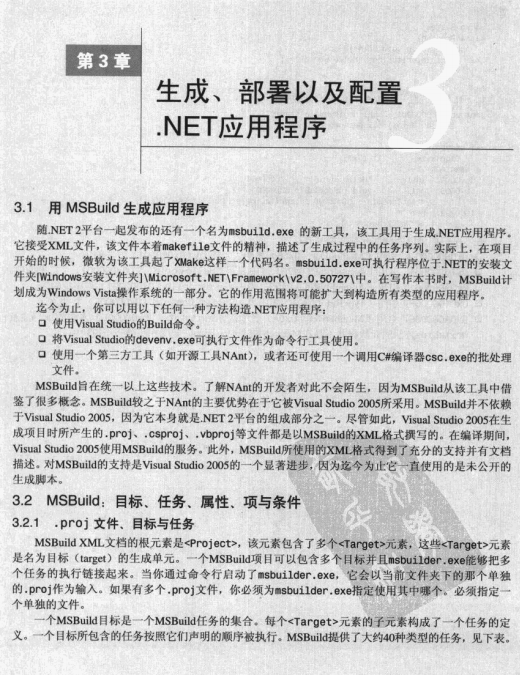 第3章
3
生成、部署以及配置
.NET应用程序
3.1 用 MSBuild 生成应用程序
随.NET 2平台一起发布的还有一个名为msbuild.exe 的新工具，该工具用于生成.NET应用程序。
它接受XML文件，该文件本着makefile文件的精神，描述了生成过程中的任务序列。实际上，在项目
开始的时候，微软为该工具起了XMake这样一个代码名。msbuild.exe可执行程序位于.NET的安装文
件夹[Windows安装文件夹]\Microsoft.NET\Framework\v2.0.50727\中。在写作本书时，MSBuild计
划成为Windows Vista操作系统的一部分。它的作用范围将可能扩大到构造所有类型的应用程序。
迄今为止，你可以用以下任何一种方法构造.NET应用程序：
❑ 使用Visual Studio的Build命令。
❑ 将Visual Studio的devenv.exe可执行文件作为命令行工具使用。
❑ 使用一个第三方工具（如开源工具NAnt），或者还可使用一个调用C#编译器csc.exe的批处理
文件。
MSBuild旨在统一以上这些技术。了解NAnt的开发者对此不会陌生，因为MSBuild从该工具中借
鉴了很多概念。MSBuild较之于NAnt的主要优势在于它被Visual Studio 2005所采用。MSBuild并不依赖
于Visual Studio 2005，因为它本身就是.NET 2平台的组成部分之一。尽管如此，Visual Studio 2005在生
成项目时所产生的.proj、.csproj、.vbproj等文件都是以MSBuild的XML格式撰写的。在编译期间，
Visual Studio 2005使用MSBuild的服务。此外，MSBuild所使用的XML格式得到了充分的支持并有文档
描述。对MSBuild的支持是Visual Studio 2005的一个显著进步，因为迄今为止它一直使用的是未公开的
生成脚本。
3.2 MSBuild：目标、任务、属性、项与条件
3.2.1 .proj 文件、目标与任务
MSBuild XML文档的根元素是<Project>，该元素包含了多个<Target>元素，这些<Target>元素
是名为目标（target）的生成单元。一个MSBuild项目可以包含多个目标并且msbuilder.exe能够把多
个任务的执行链接起来。当你通过命令行启动了msbuilder.exe，它会以当前文件夹下的那个单独
的.proj作为输入。如果有多个.proj文件，你必须为msbuilder.exe指定使用其中哪个。必须指定一
个单独的文件。
一个MSBuild目标是一个MSBuild任务的集合。每个<Target>元素的子元素构成了一个任务的定
义。一个目标所包含的任务按照它们声明的顺序被执行。MSBuild提供了大约40种类型的任务，见下表。